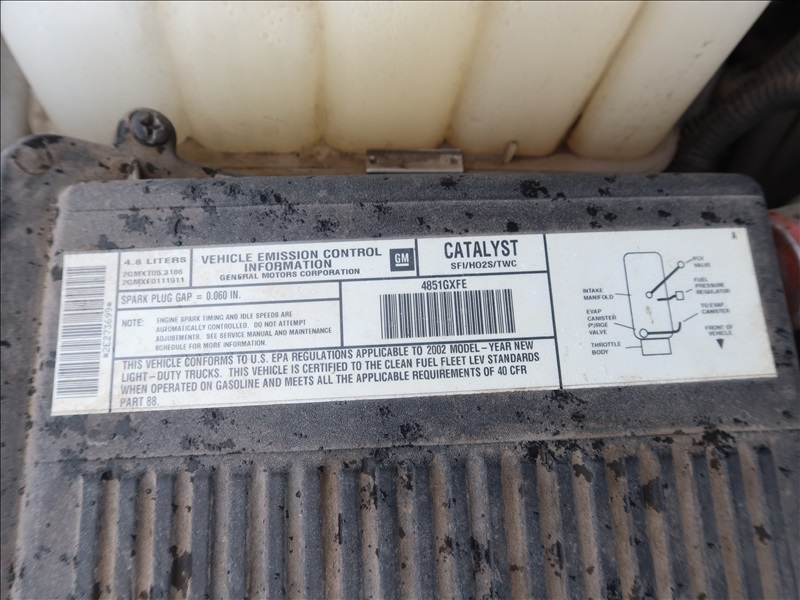 4.8 LITERS
2GMXT05.3186
2GMXE0111911
VEHICLE EMISSION CONTROL
INFORMATION
GENERAL MOTORS CORPORATION
GM
CATALYST
SFI/HO2S/TWC
SPARK PLUG GAP = 0.060 IN.
4851GXFE
NOTE:
ENGINE SPARK TIMING AND IDLE SPEEDS ARE
AUTOMATICALLY CONTROLLED. DO NOT ATTEMPT
ADJUSTMENTS. SEE SERVICE MANUAL AND MAINTENANCE
SCHEDULE FOR MORE INFORMATION.
THIS VEHICLE CONFORMS TO U.S. EPA REGULATIONS APPLICABLE TO 2002 MODEL-YEAR NEW
LIGHT-DUTY TRUCKS. THIS VEHICLE IS CERTIFIED TO THE CLEAN FUEL FLEET LEV STANDARDS
WHEN OPERATED ON GASOLINE AND MEETS ALL THE APPLICABLE REQUIREMENTS OF 40 CFR
PART 88.
PCV
VALVE
FUEL
PRESSURE
REGULATOR
INTAKE
MANIFOLD
EVAP
CANISTER
PURGE
VALVE
TO EVAP
CANISTER
THROTTLE
BODY
FRONT OF
VEHICLE